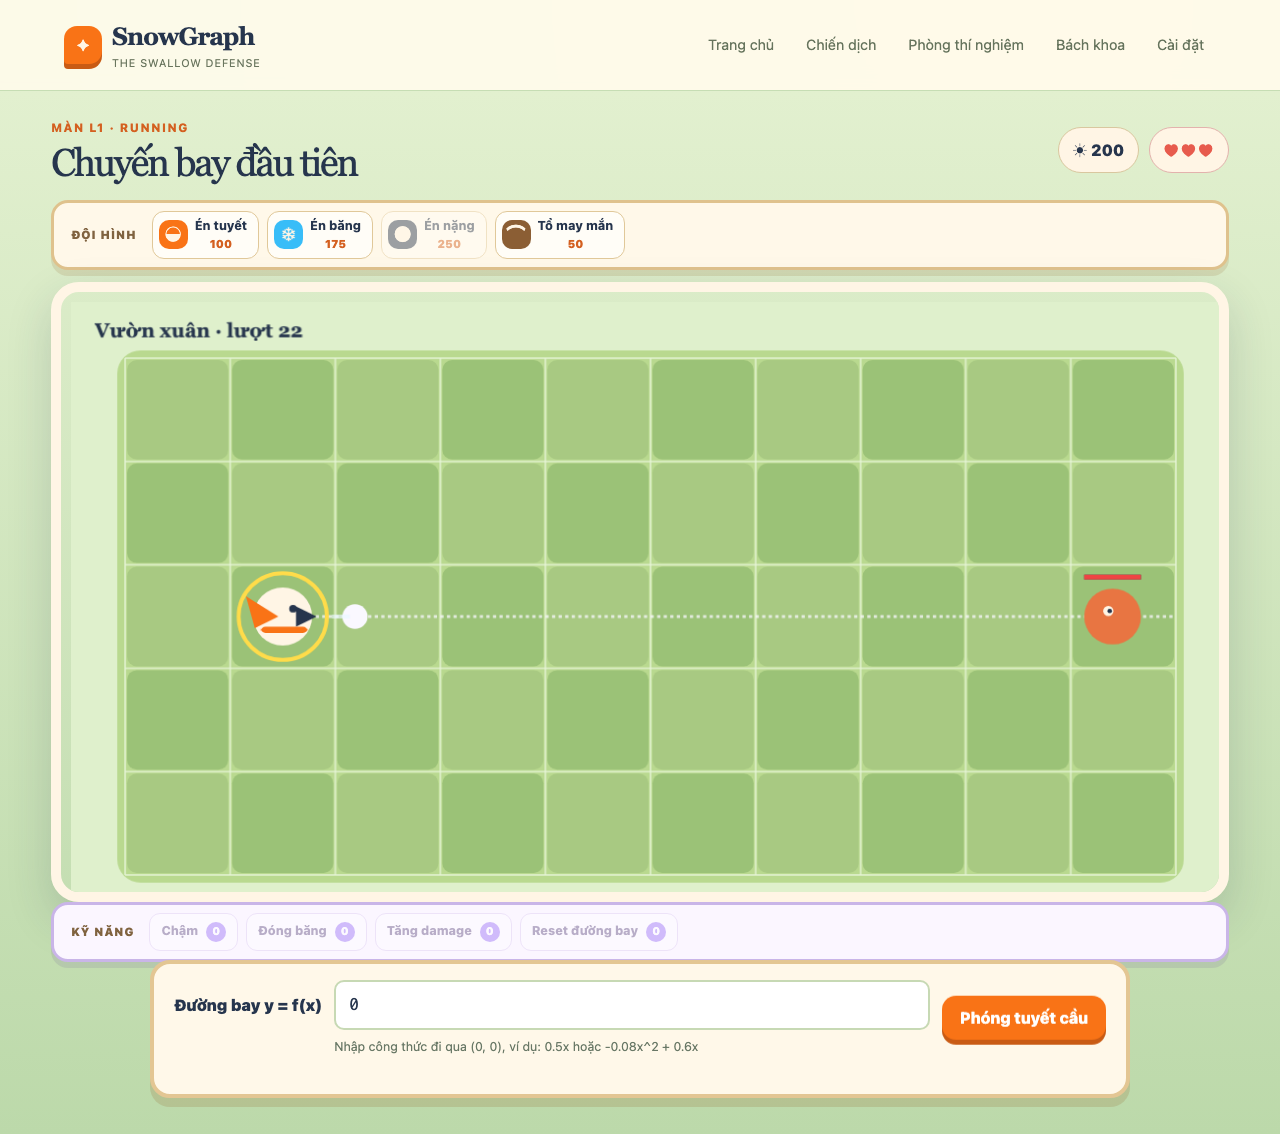 SnowGraph
THE SWALLOW DEFENSE
Trang chủ
Chiến dịch
Phòng thí nghiệm
Bách khoa
Cài đặt
MÀN L1 · RUNNING
Chuyến bay đầu tiên
200
ĐỘI HÌNH
Én tuyết
100
Én băng
175
Én nặng
250
Tổ may mắn
50
Vườn xuân · lượt 22
KỸ NĂNG
Chậm 0
Đóng băng 0
Tăng damage 0
Reset đường bay 0
Đường bay y = f(x)
0
Phóng tuyết cầu
Nhập công thức đi qua (0, 0), ví dụ: 0.5x hoặc -0.08x^2 + 0.6x